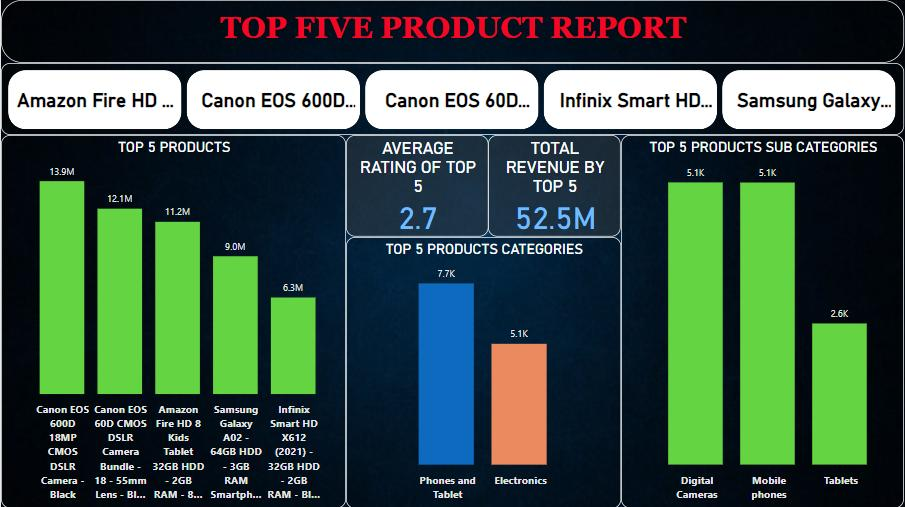 TOP FIVE PRODUCT REPORT
Amazon Fire HD ...
Canon EOS 600D...
Canon EOS 60D...
Infinix Smart HD...
Samsung Galaxy...
TOP 5 PRODUCTS
13.9M
12.1M
11.2M
9.0M
6.3M
Canon EOS
600D
18MP
CMOS
DSLR
Camera -
Black
Canon EOS
60D CMOS
DSLR
Camera
Bundle -
18 - 55mm
Lens - Bl...
Amazon
Fire HD 8
Kids
Tablet
32GB HDD
- 2GB
RAM - 8...
Samsung
Galaxy
A02 -
64GB HDD
- 3GB
RAM
Smartph...
Infinix
Smart HD
X612
(2021) -
32GB HDD
- 2GB
RAM - Bl...
AVERAGE
RATING OF TOP
5
2.7
TOTAL
REVENUE BY
TOP 5
52.5M
TOP 5 PRODUCTS CATEGORIES
7.7K
5.1K
Phones and
Tablet
Electronics
TOP 5 PRODUCTS SUB CATEGORIES
5.1K
5.1K
2.6K
Digital
Cameras
Mobile
phones
Tablets